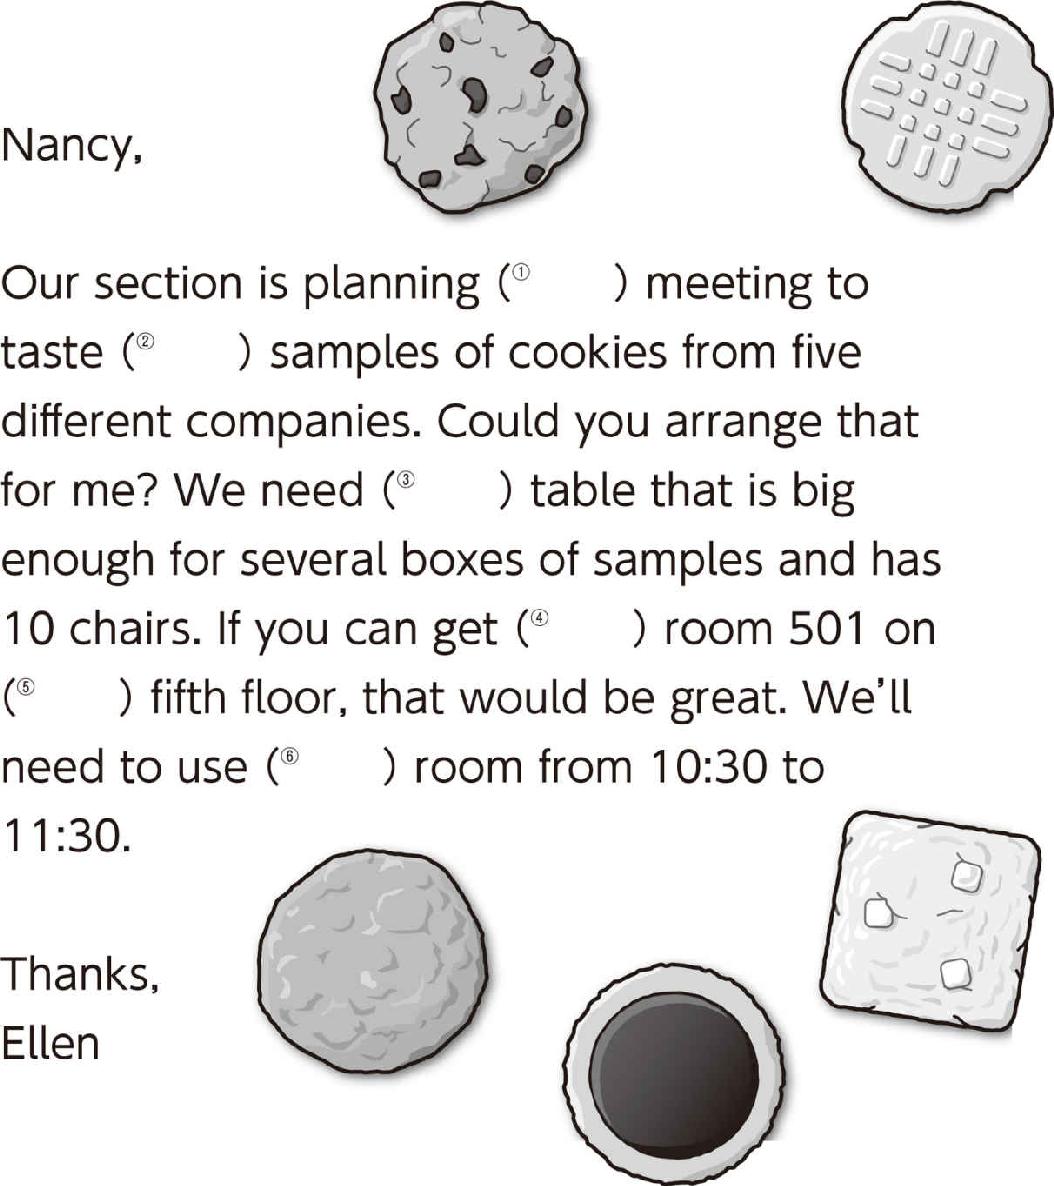 Nancy,
Our section is planning (① ) meeting to
taste (② ) samples of cookies from five
different companies. Could you arrange that
for me? We need (③ ) table that is big
enough for several boxes of samples and has
10 chairs. If you can get (④ ) room 501 on
(⑤ ) fifth floor, that would be great. We’ll
need to use (⑥ ) room from 10:30 to
11:30.
Thanks,
Ellen